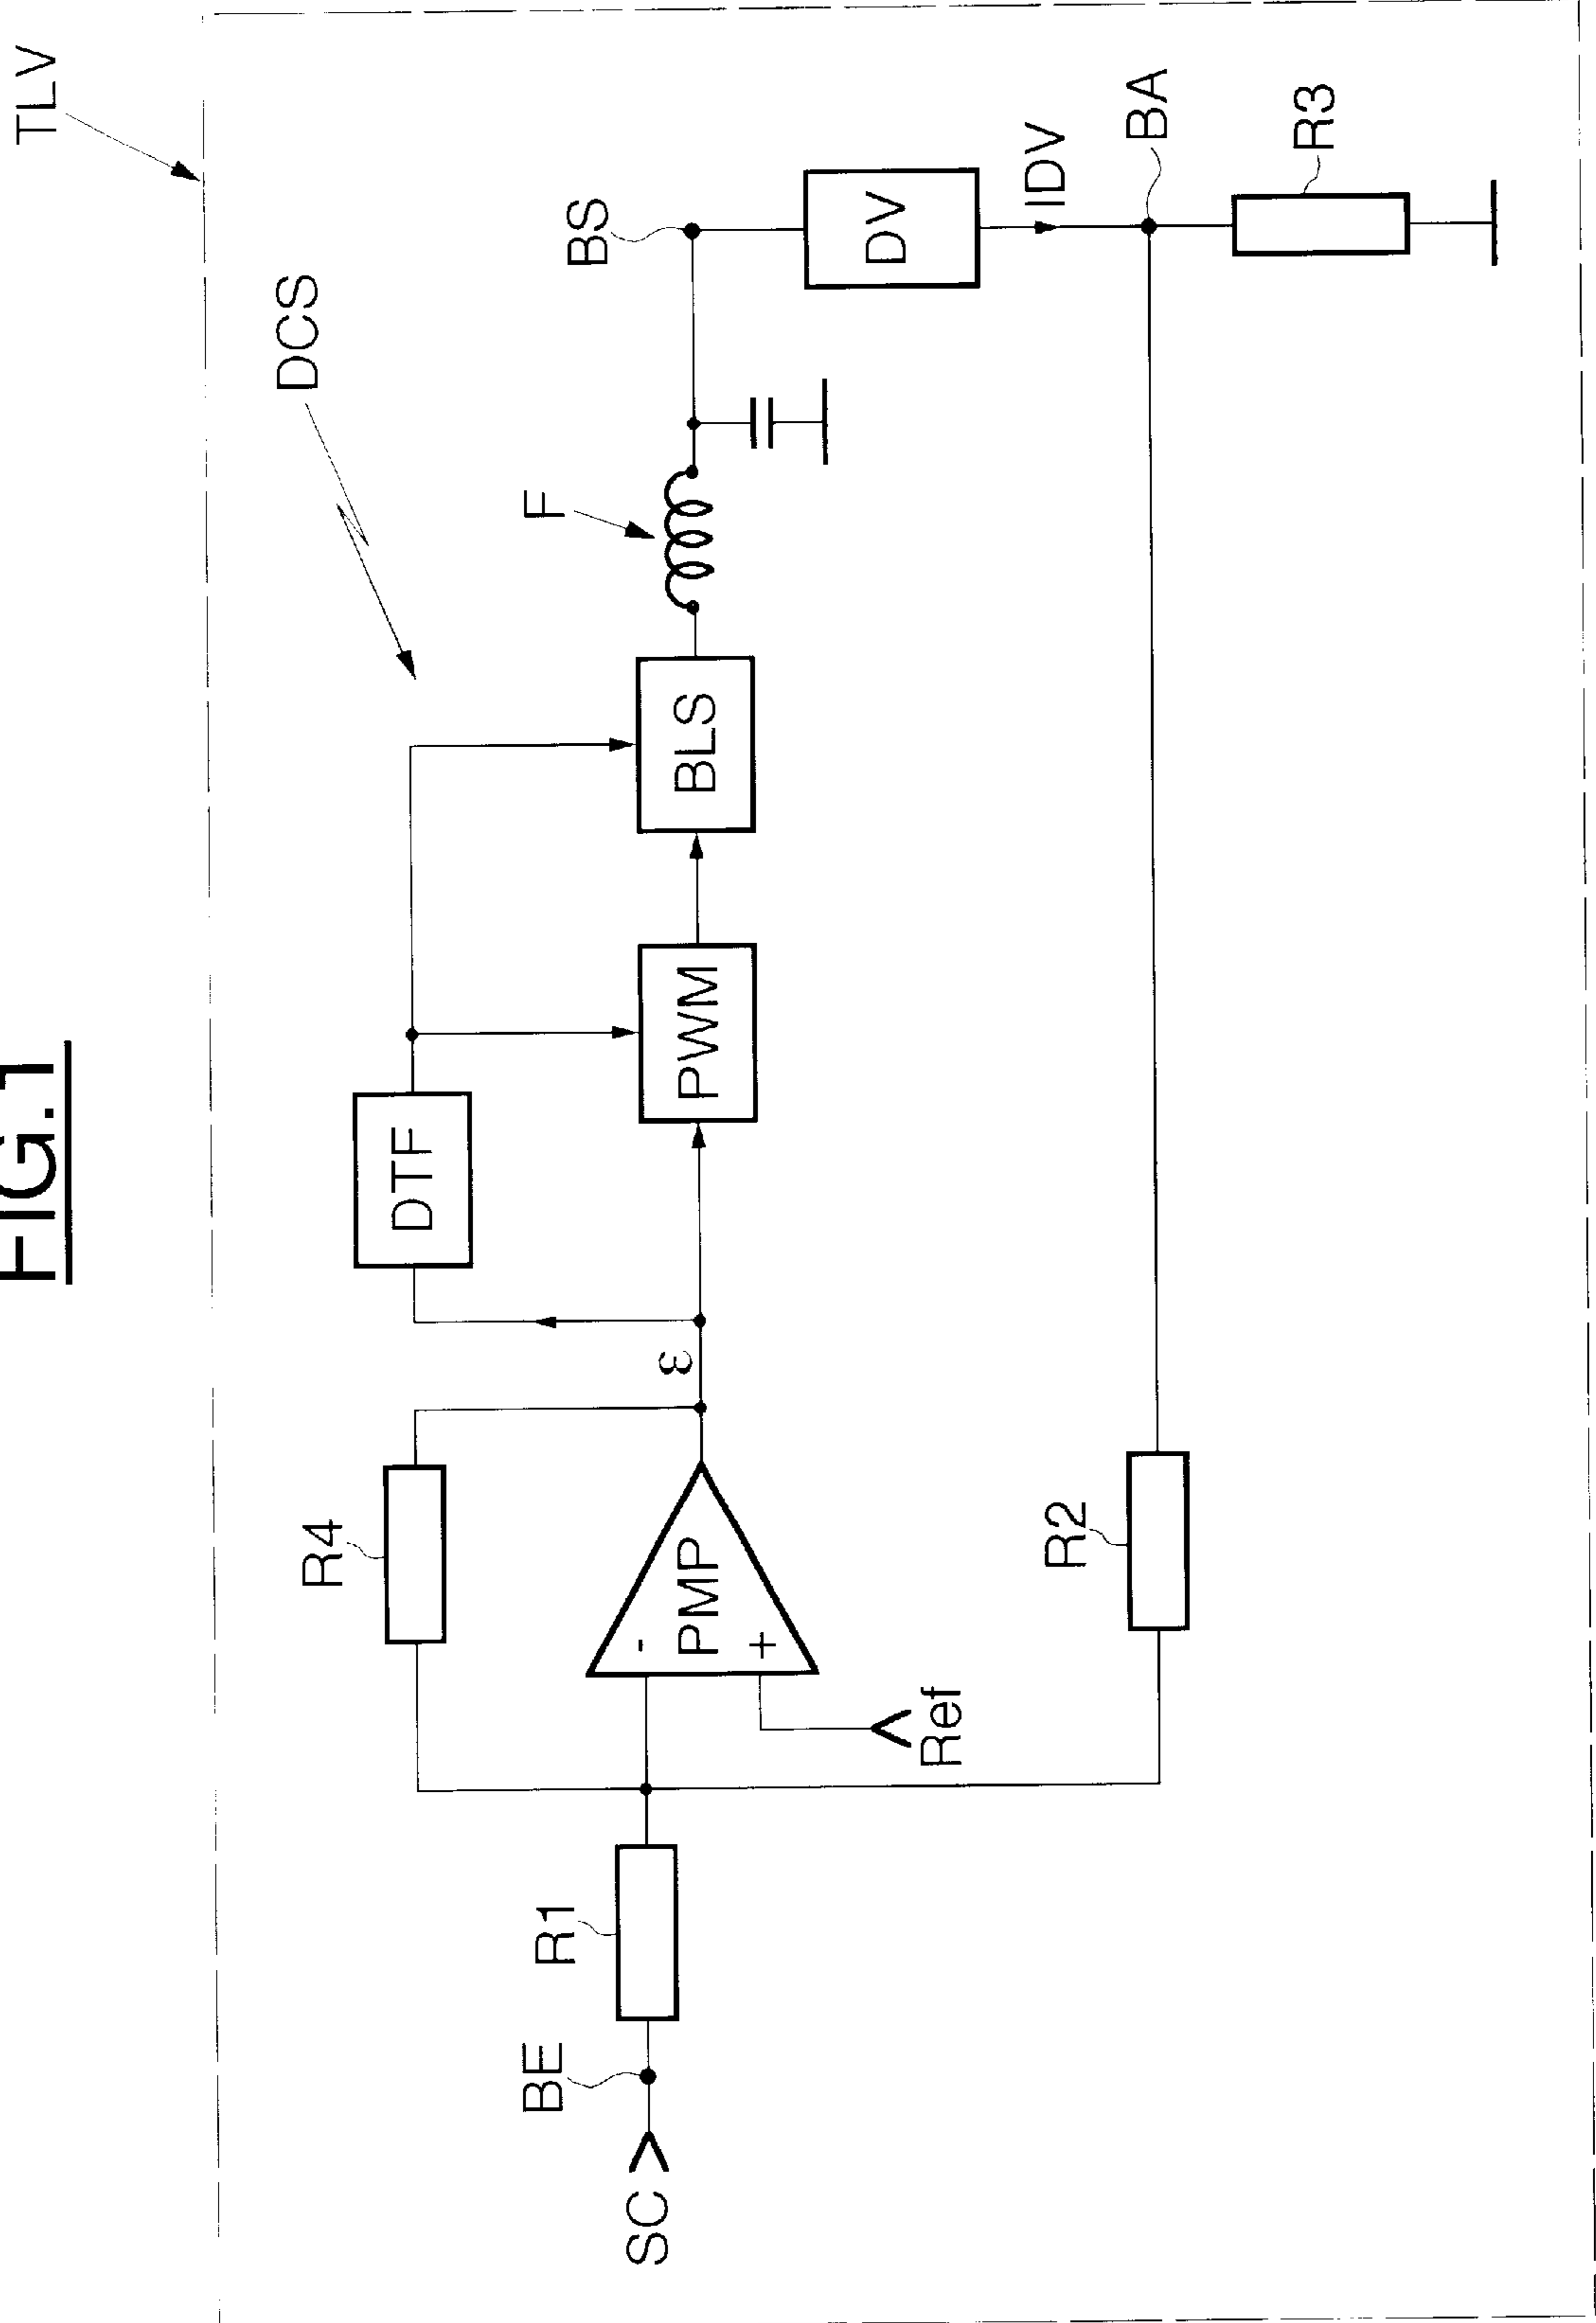 FIG.1
TLV
DCS
R4
DTF
F
BS
SC
BE
R1
-
PMP
+
Ref
ε
PWM
BLS
DV
IDV
BA
R2
R3